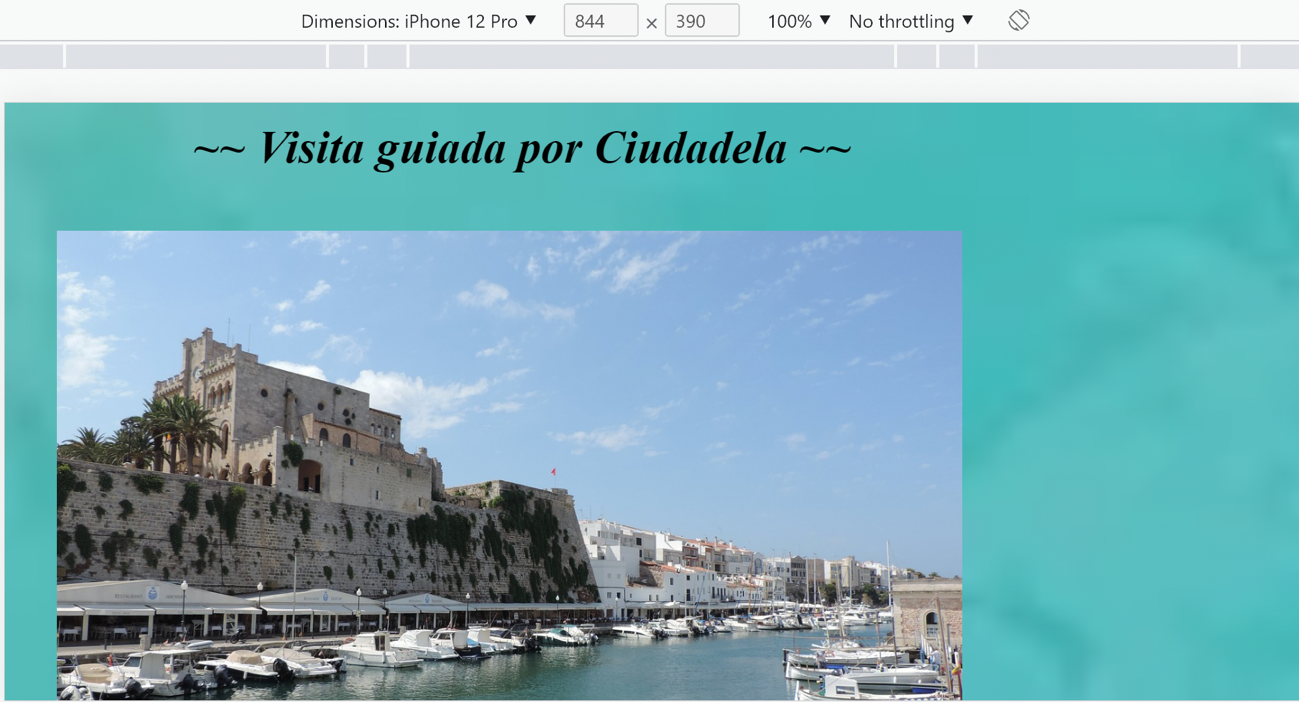 Dimensions: iPhone 12 Pro ▼ 844 × 390 100% ▼ No throttling ▼
~~ Visita guiada por Ciudadela ~~